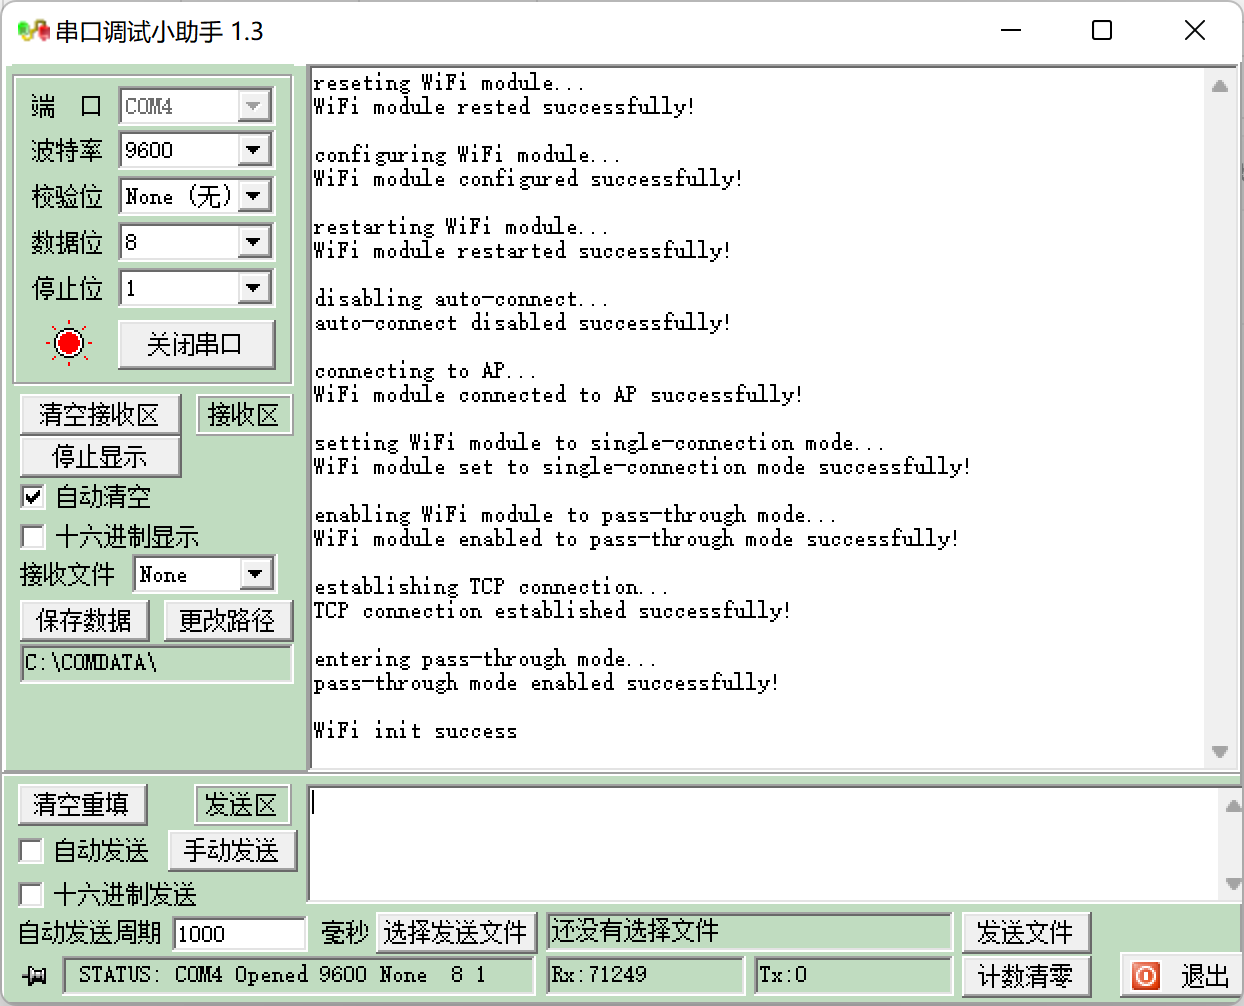 串口调试小助手 1.3
端 口 COM4
波特率 9600
校验位 None (无)
数据位 8
停止位 1
关闭串口
清空接收区 接收区
停止显示
自动清空
十六进制显示
接收文件 None
保存数据 更改路径
C:\COMDATA\
reseting WiFi module...
WiFi module rested successfully!
configuring WiFi module...
WiFi module configured successfully!
restarting WiFi module...
WiFi module restarted successfully!
disabling auto-connect...
auto-connect disabled successfully!
connecting to AP...
WiFi module connected to AP successfully!
setting WiFi module to single-connection mode...
WiFi module set to single-connection mode successfully!
enabling WiFi module to pass-through mode...
WiFi module enabled to pass-through mode successfully!
establishing TCP connection...
TCP connection established successfully!
entering pass-through mode...
pass-through mode enabled successfully!
WiFi init success
清空重填 发送区
自动发送 手动发送
十六进制发送
自动发送周期 1000 毫秒 选择发送文件 还没有选择文件 发送文件
STATUS: COM4 Opened 9600 None 8 1 Rx:71249 Tx:0 计数清零 退出